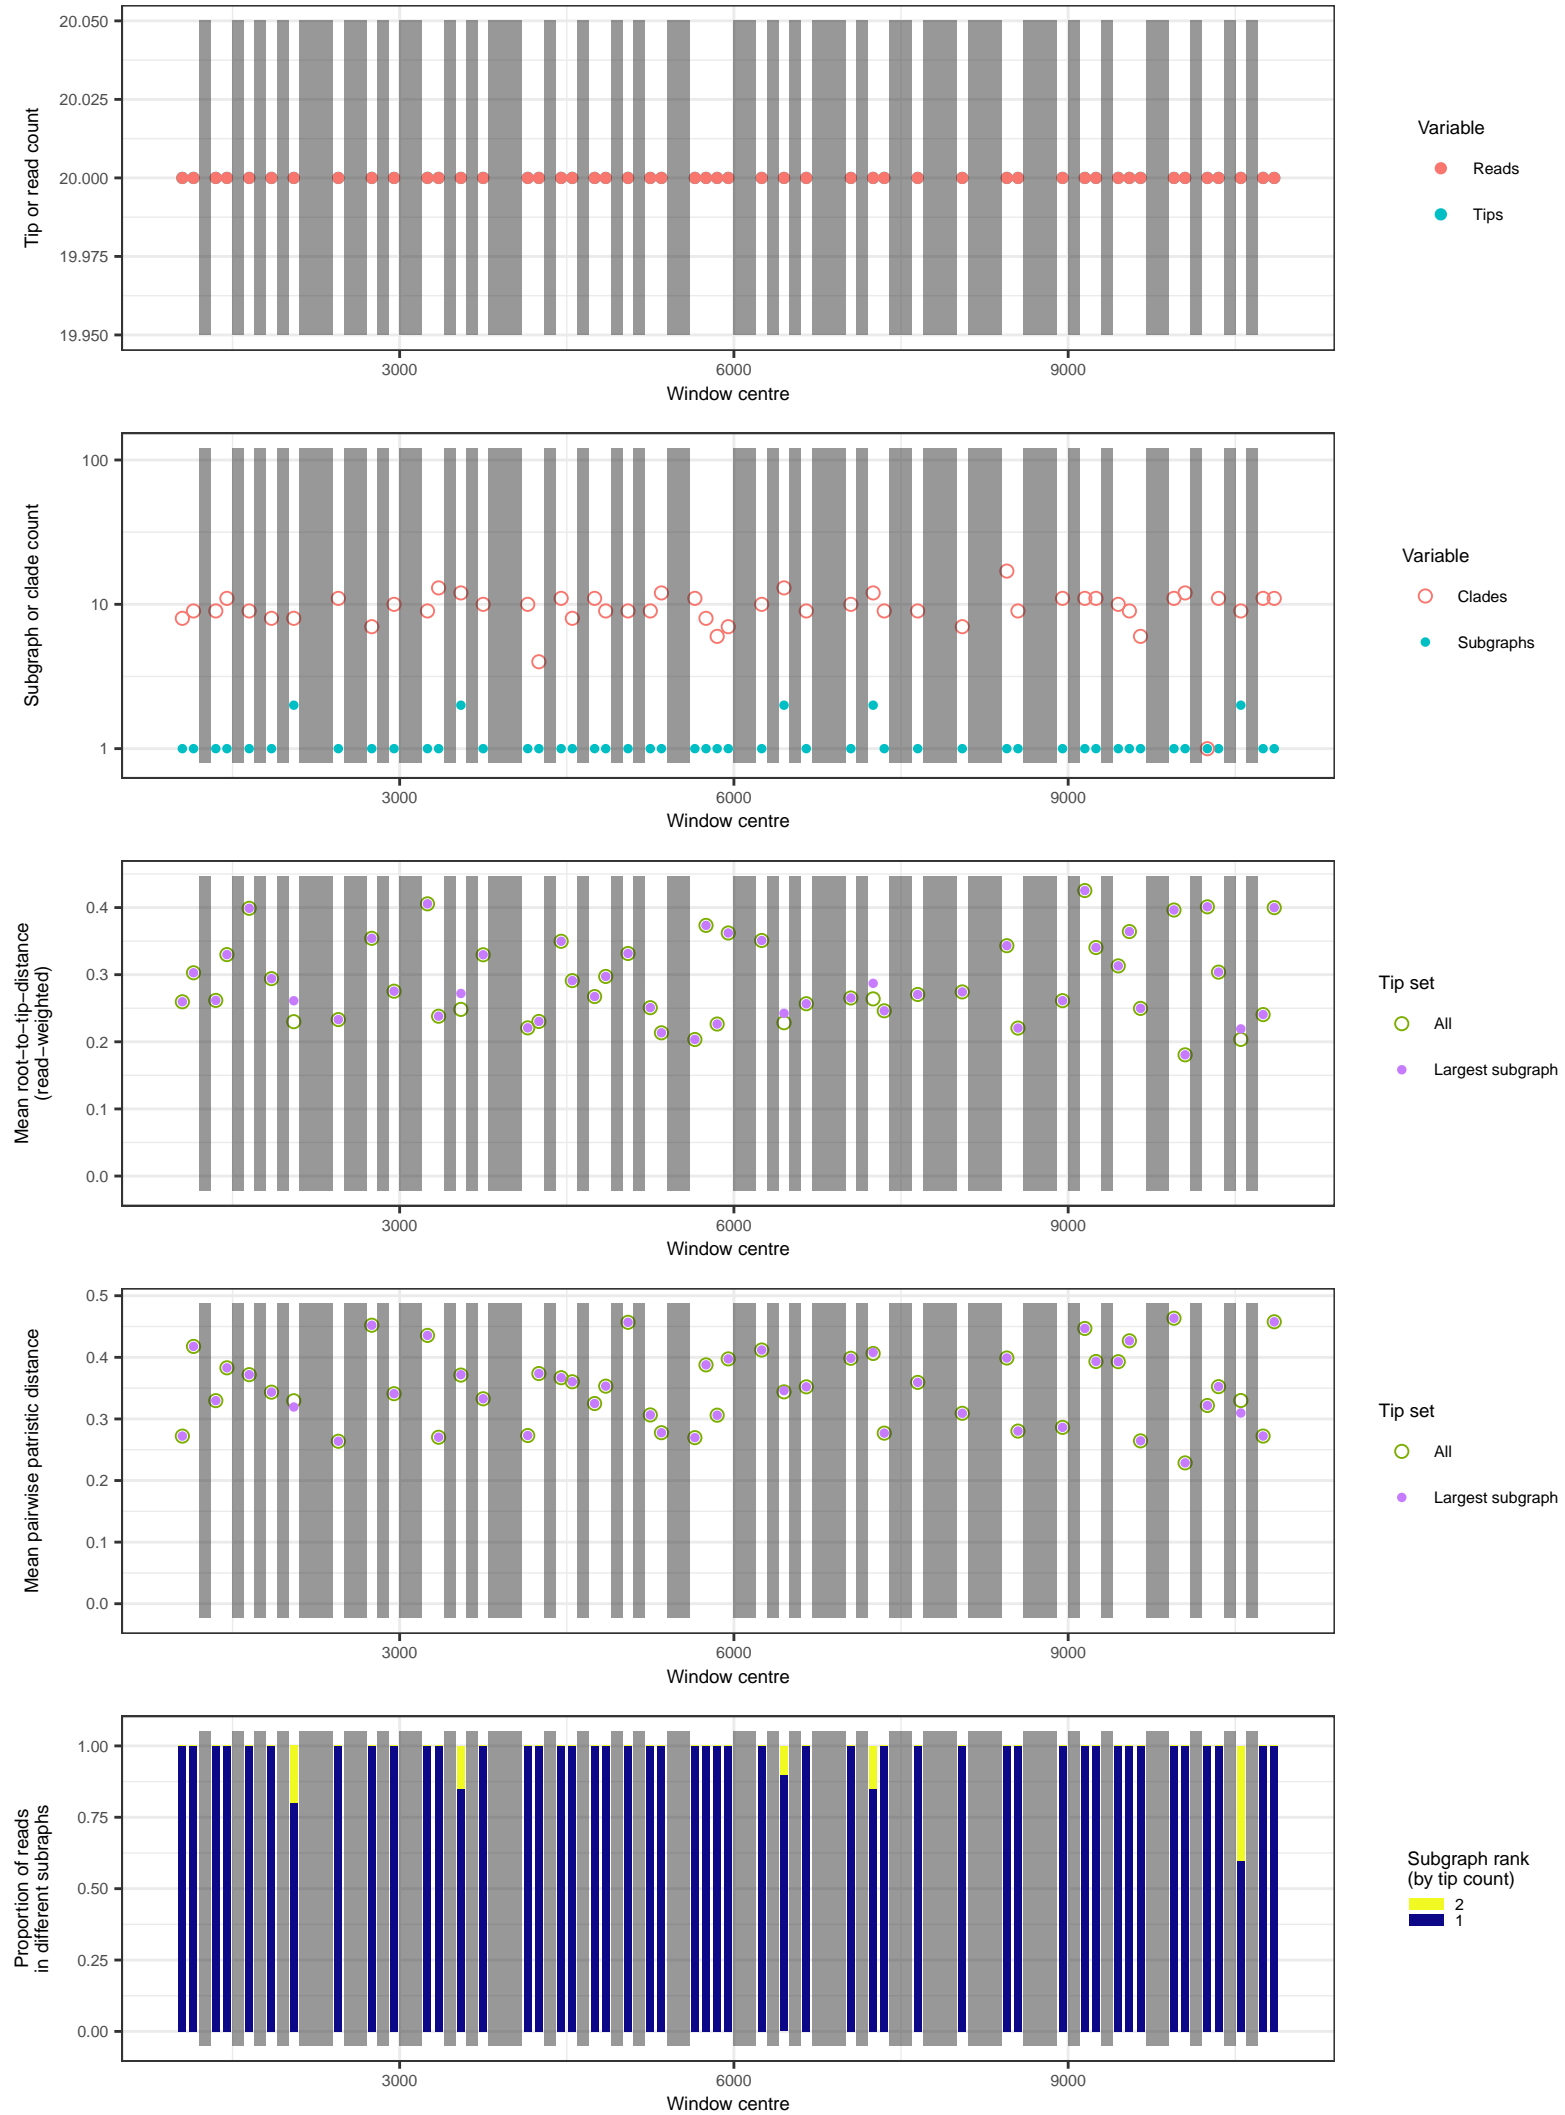 20.050
20.025
20.000
19.975
19.950
Tip or read count
3000
6000
9000
Window centre
Variable
Reads
Tips
100
10
1
Subgraph or clade count
3000
6000
9000
Window centre
Variable
Clades
Subgraphs
0.4
0.3
0.2
0.1
0.0
Mean root−to−tip−distance
(read−weighted)
3000
6000
9000
Window centre
Tip set
All
Largest subgraph
0.5
0.4
0.3
0.2
0.1
0.0
Mean pairwise patristic distance
3000
6000
9000
Window centre
Tip set
All
Largest subgraph
1.00
0.75
0.50
0.25
0.00
Proportion of reads
in different subraphs
3000
6000
9000
Window centre
Subgraph rank
(by tip count)
2
1